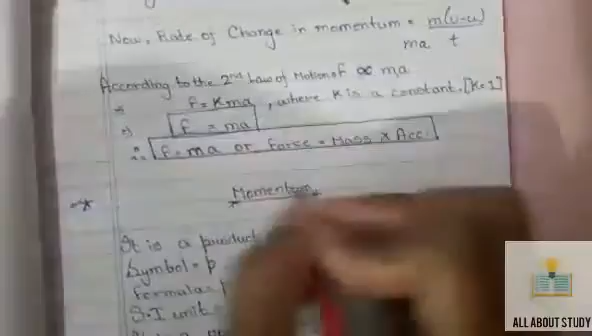 Now, Rate of Change in momentum = m(v-u)
ma t
According to the 2nd law of Motion f ∝ ma
⇒ f = Kma, where K is a constant. [K=1]
⇒ f = ma
∴ f = ma or Force = Mass x Acc.
Momentum
It is a product
Symbol = p
Formula =
S.I unit
ALL ABOUT STUDY